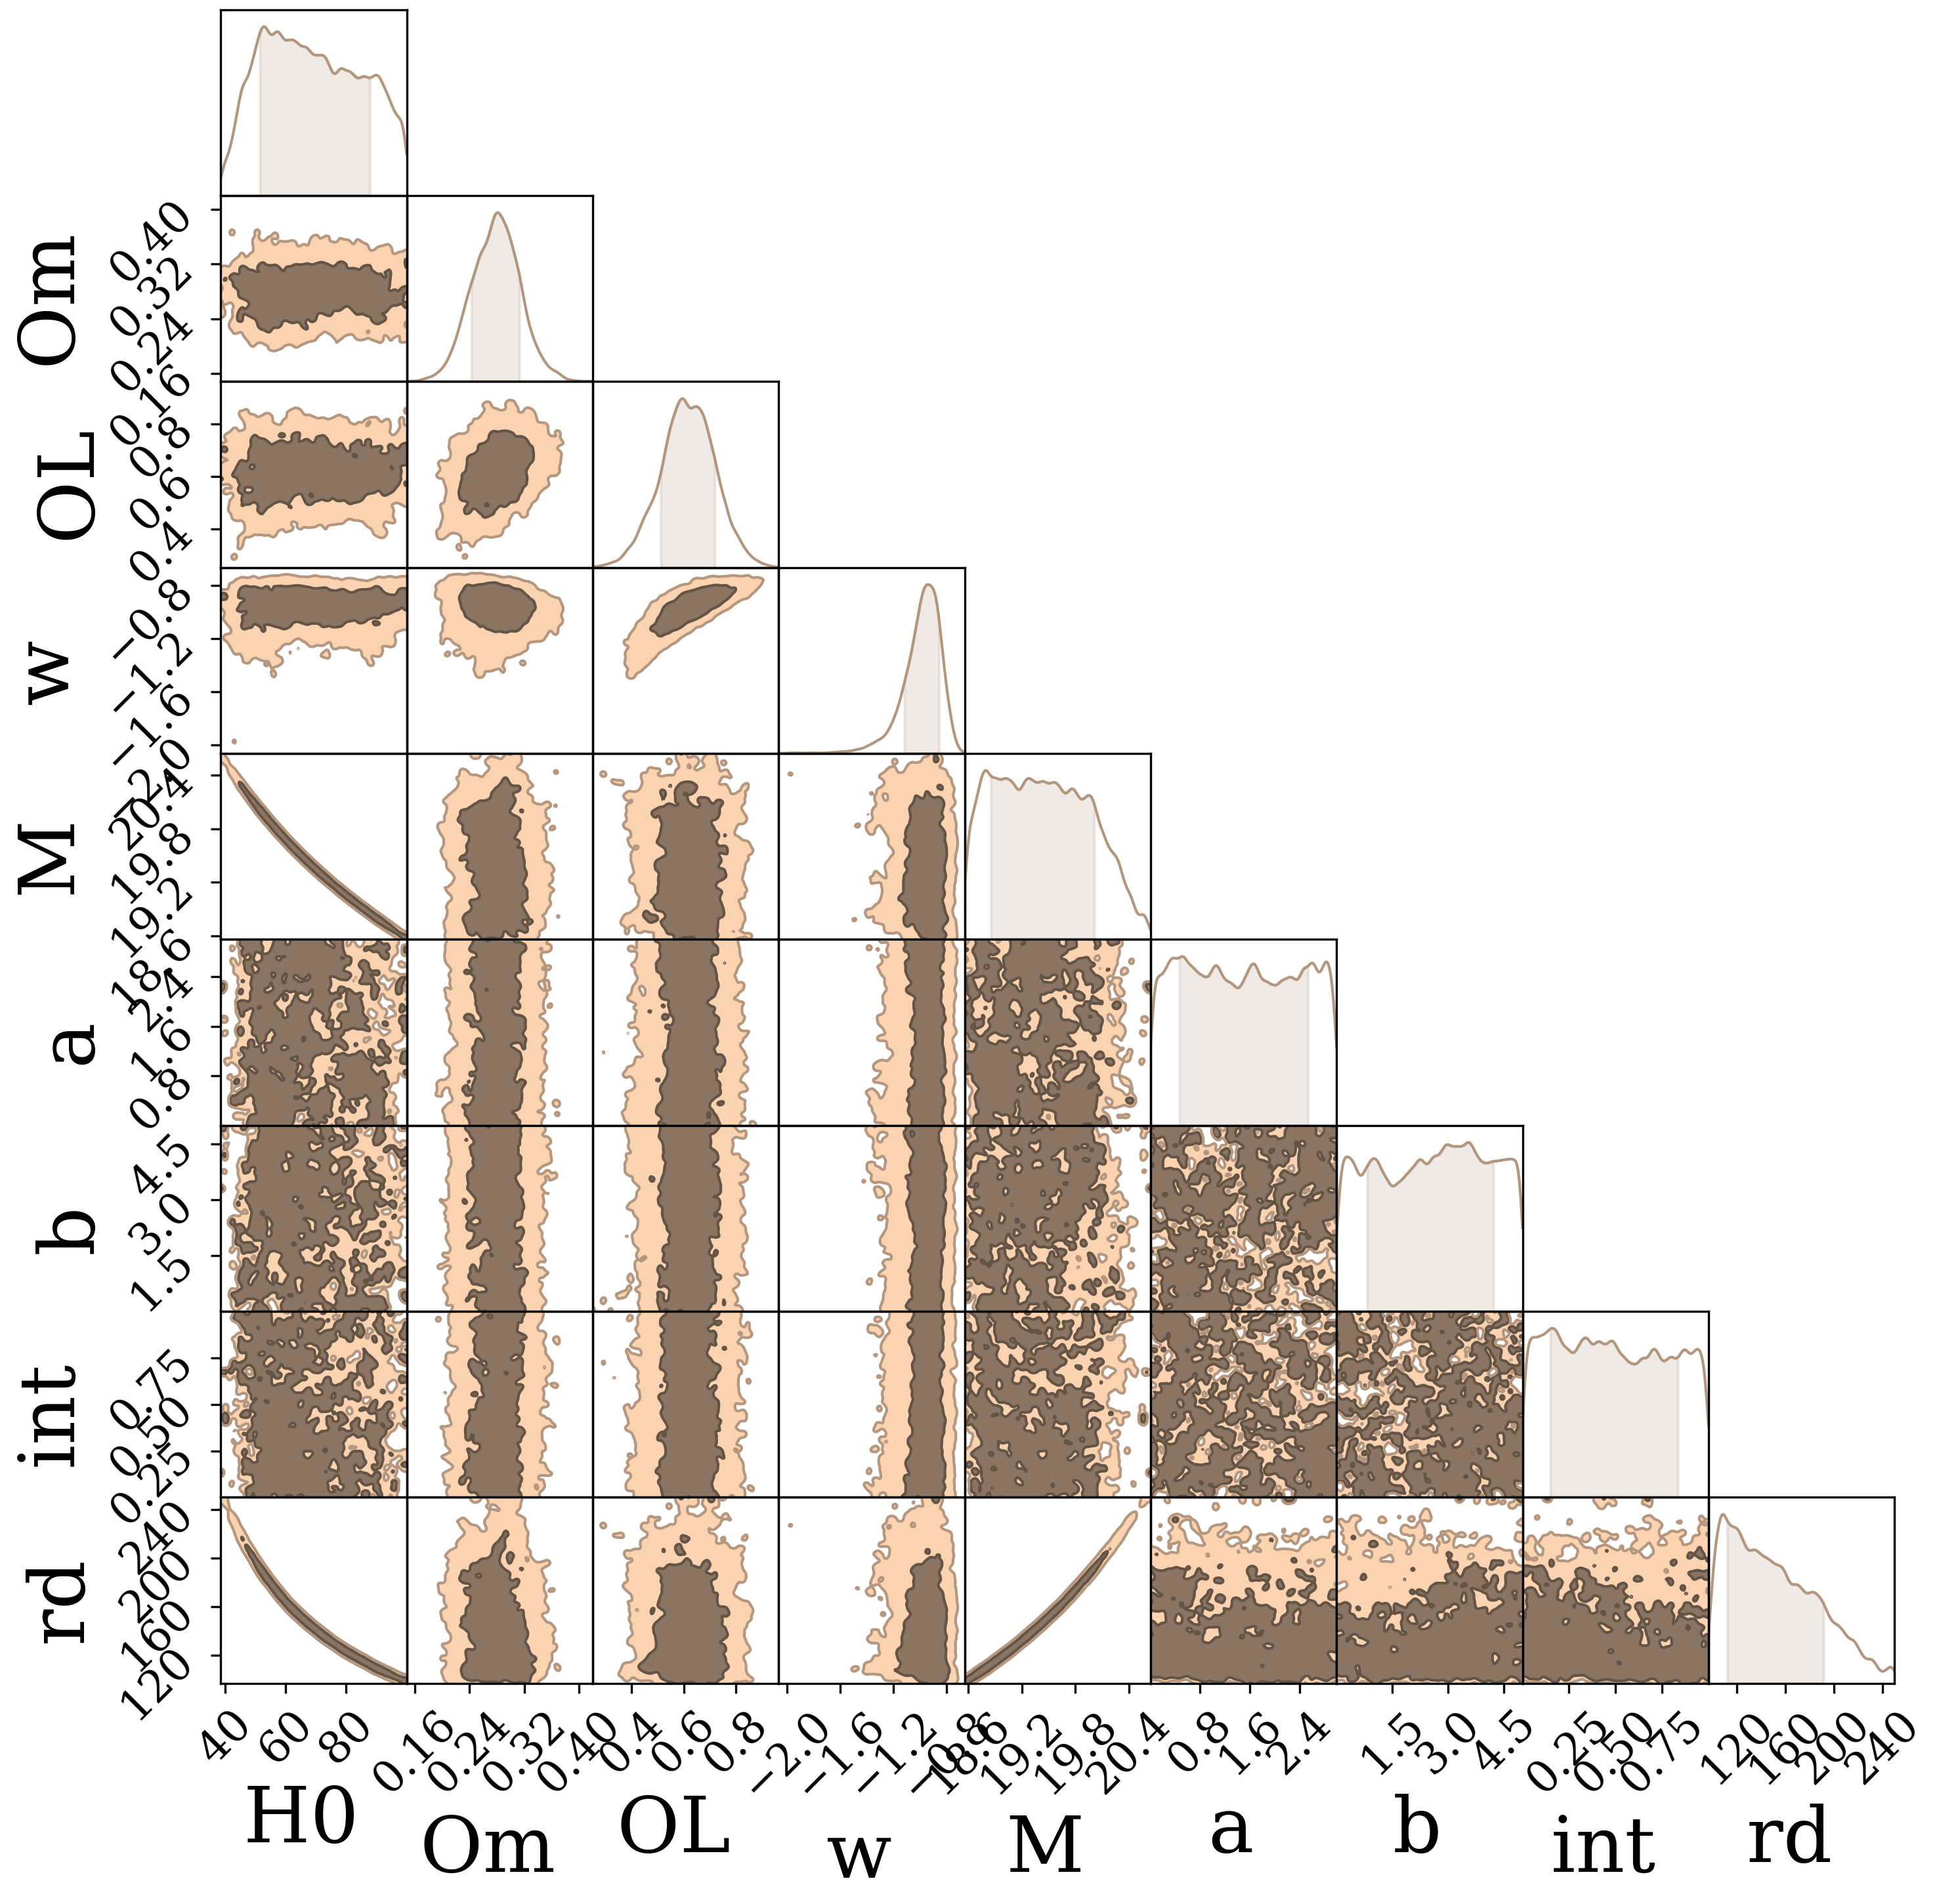 Om
0.40
0.32
0.24
0.16
OL
0.8
0.6
0.4
w
−0.8
−1.2
−1.6
−2.0
M
20.4
19.8
19.2
18.6
a
2.4
1.6
0.8
b
4.5
3.0
1.5
int
0.75
0.50
0.25
rd
240
200
160
120
40 60 80
0.16 0.24 0.32 0.40
0.4 0.6 0.8
−2.0 −1.6 −1.2 −0.8
18.6 19.2 19.8 20.4
0.8 1.6 2.4
1.5 3.0 4.5
0.25 0.50 0.75
120 160 200 240
H0 Om OL w M a b int rd